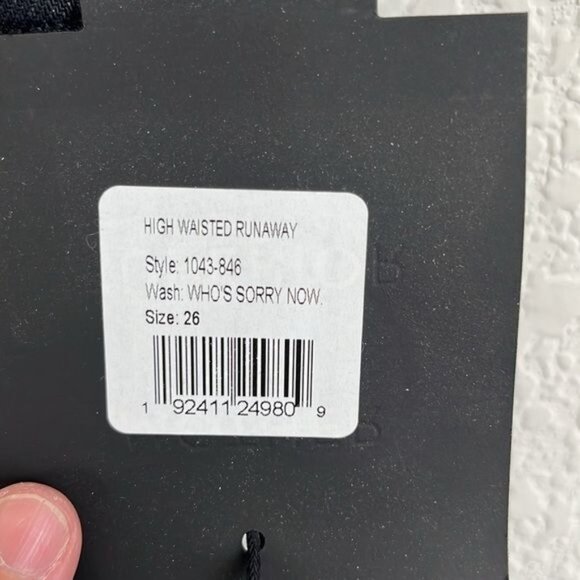 HIGH WAISTED RUNAWAY
Style: 1043-846
Wash: WHO'S SORRY NOW.
Size: 26
1 92411 24980 9